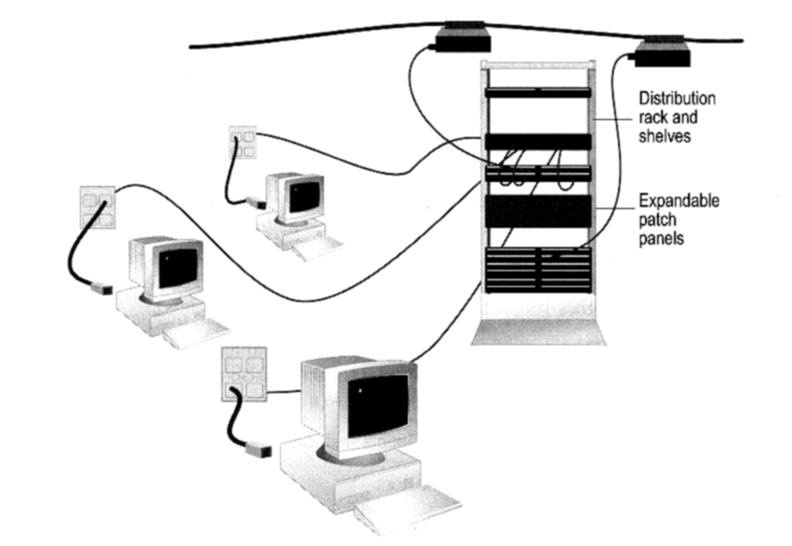 Distribution
rack and
shelves
Expandable
patch
panels